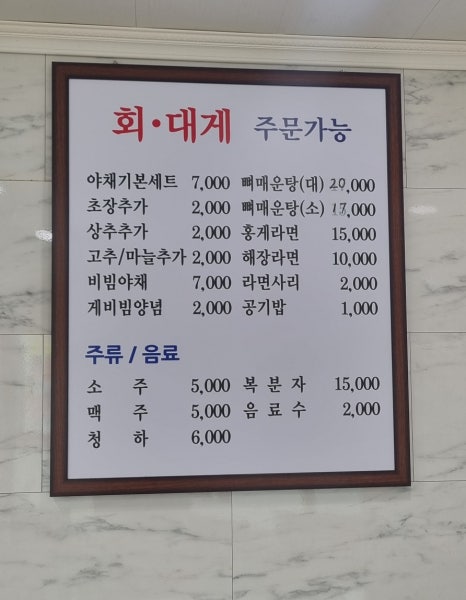 회·대게 주문가능
야채기본세트 7,000 뼈매운탕(대) 20,000
초장추가 2,000 뼈매운탕(소) 17,000
상추추가 2,000 홍게라면 15,000
고추/마늘추가 2,000 해장라면 10,000
비빔야채 7,000 라면사리 2,000
게비빔양념 2,000 공기밥 1,000
주류 / 음료
소 주 5,000 복 분 자 15,000
맥 주 5,000 음 료 수 2,000
청 하 6,000